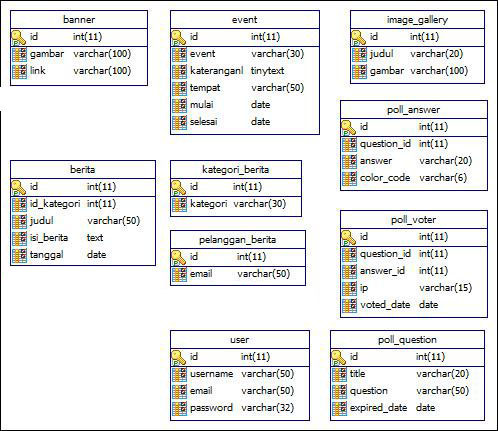 banner
id int(11)
gambar varchar(100)
link varchar(100)
event
id int(11)
event varchar(30)
kateranganl tinytext
tempat varchar(50)
mulai date
selesai date
image_gallery
id int(11)
judul varchar(20)
gambar varchar(100)
poll_answer
id int(11)
question_id int(11)
answer varchar(20)
color_code varchar(6)
berita
id int(11)
id_kategori int(11)
judul varchar(50)
isi_berita text
tanggal date
kategori_berita
id int(11)
kategori varchar(30)
pelanggan_berita
id int(11)
email varchar(50)
poll_voter
id int(11)
question_id int(11)
answer_id int(11)
ip varchar(15)
voted_date date
user
id int(11)
username varchar(50)
email varchar(50)
password varchar(32)
poll_question
id int(11)
title varchar(20)
question varchar(50)
expired_date date